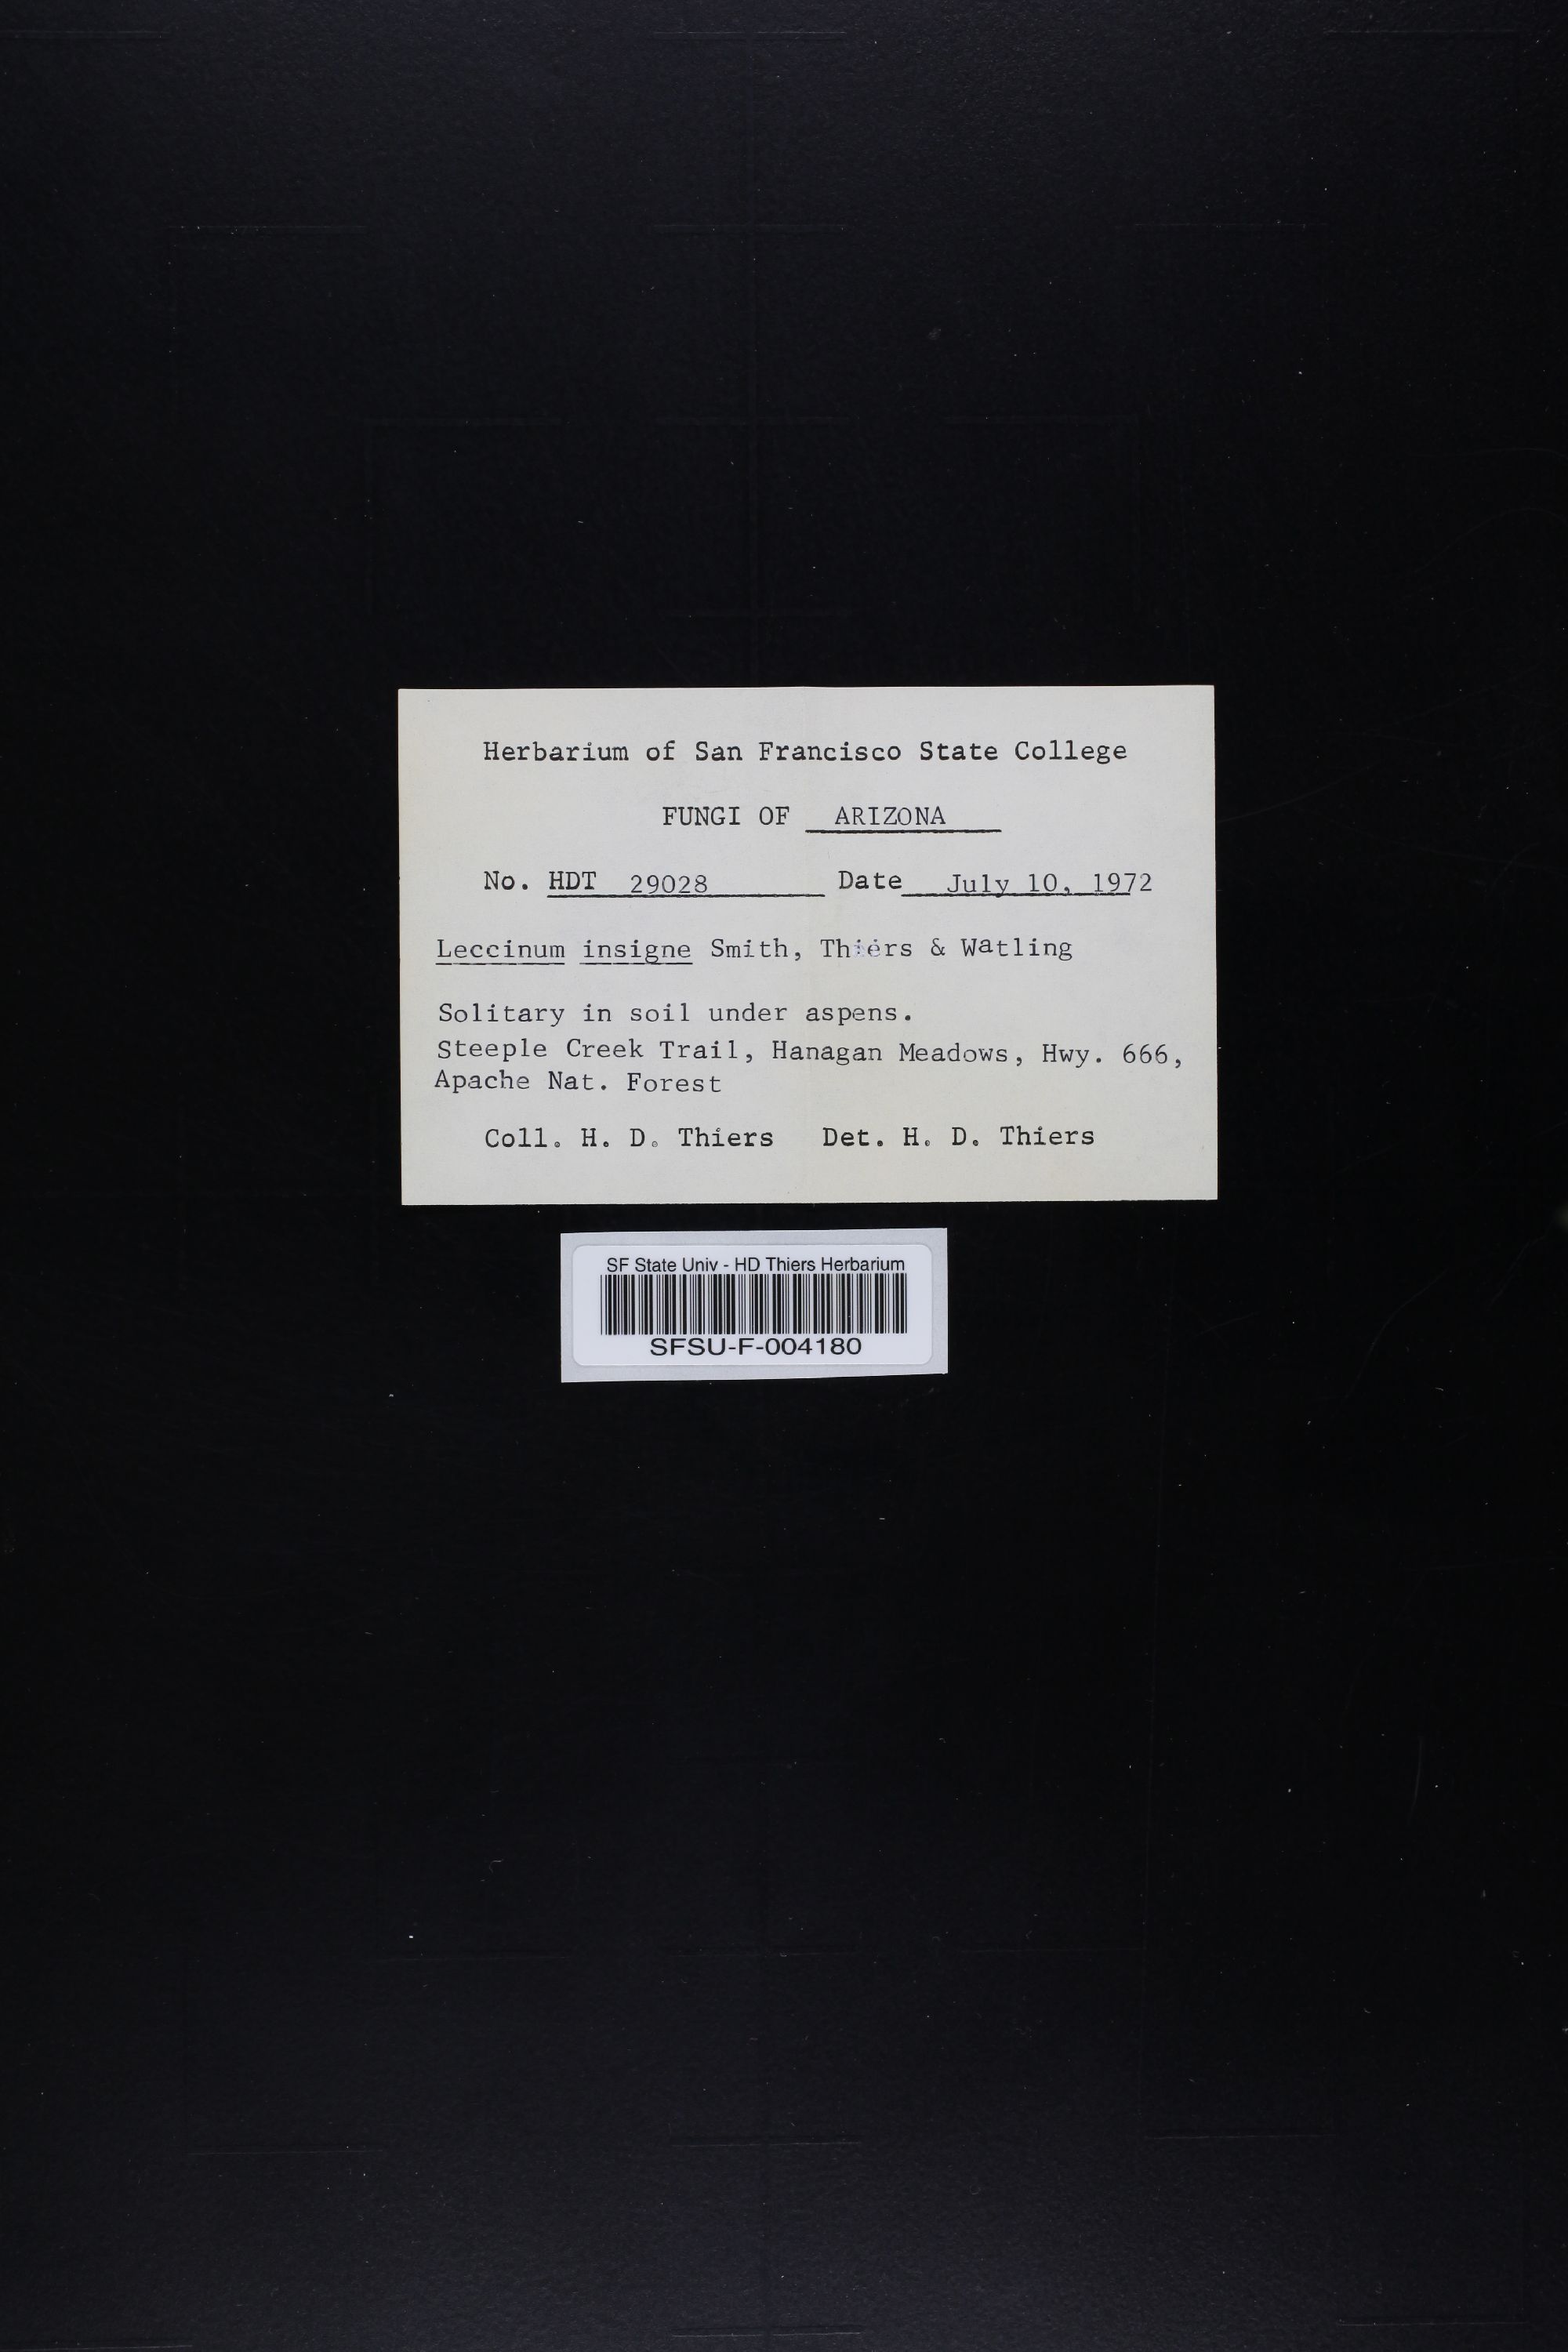 Herbarium of San Francisco State College
FUNGI OF ARIZONA
No. HDT 29028 Date July 10, 1972
Leccinum insigne Smith, Thiers & Watling
Solitary in soil under aspens.
Steeple Creek Trail, Hanagan Meadows, Hwy. 666,
Apache Nat. Forest
Coll. H. D. Thiers Det. H. D. Thiers
SF State Univ - HD Thiers Herbarium
SFSU-F-004180